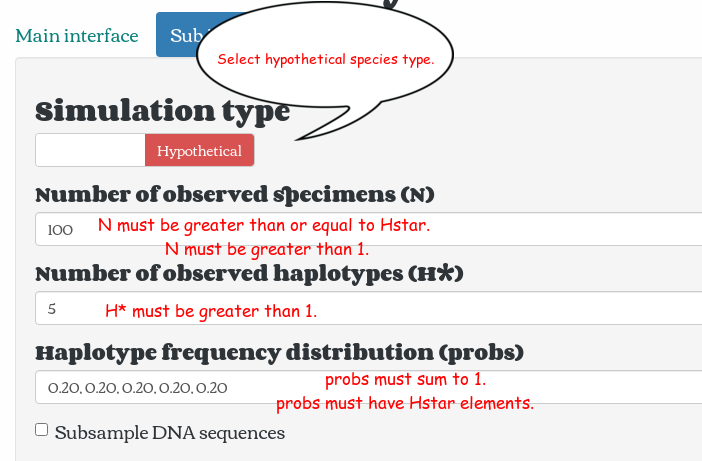 Main interface
Select hypothetical species type.
Simulation type
Hypothetical
Number of observed specimens (N)
100
N must be greater than or equal to Hstar.
N must be greater than 1.
Number of observed haplotypes (H*)
5
H* must be greater than 1.
Haplotype frequency distribution (probs)
0.20, 0.20, 0.20, 0.20, 0.20
probs must sum to 1.
probs must have Hstar elements.
Subsample DNA sequences